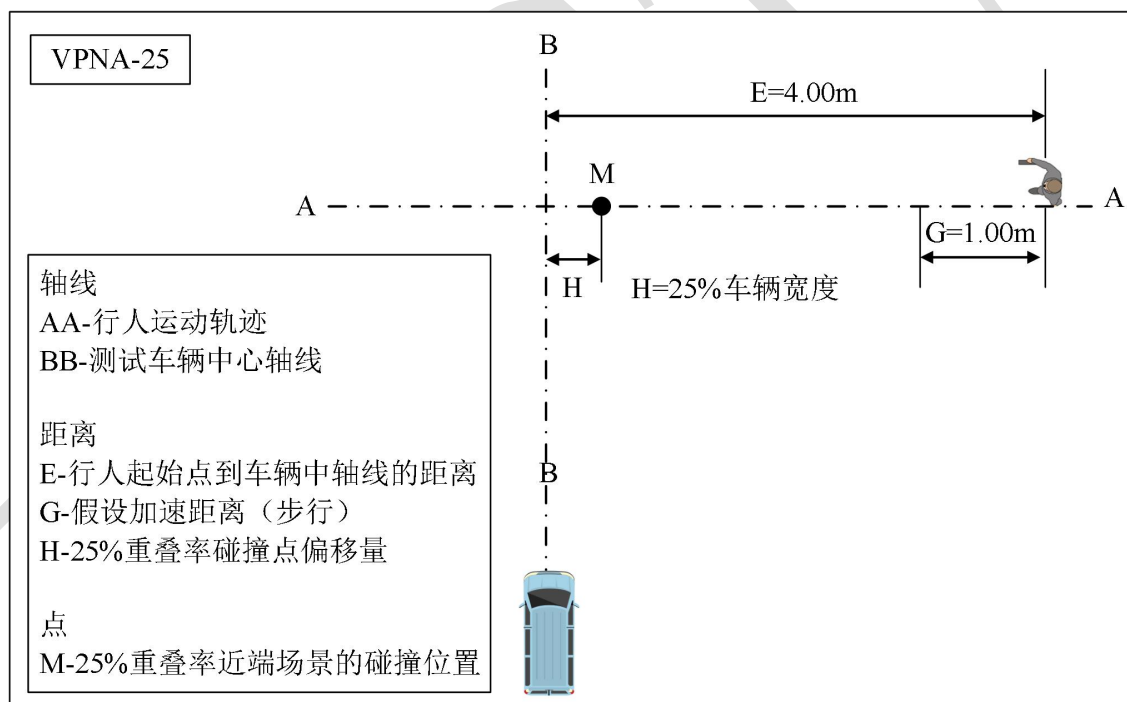 VPNA-25
B
E=4.00m
M
A
A
G=1.00m
H
H=25%车辆宽度
轴线
AA-行人运动轨迹
BB-测试车辆中心轴线
距离
E-行人起始点到车辆中轴线的距离
G-假设加速距离（步行）
H-25%重叠率碰撞点偏移量
点
M-25%重叠率近端场景的碰撞位置
B